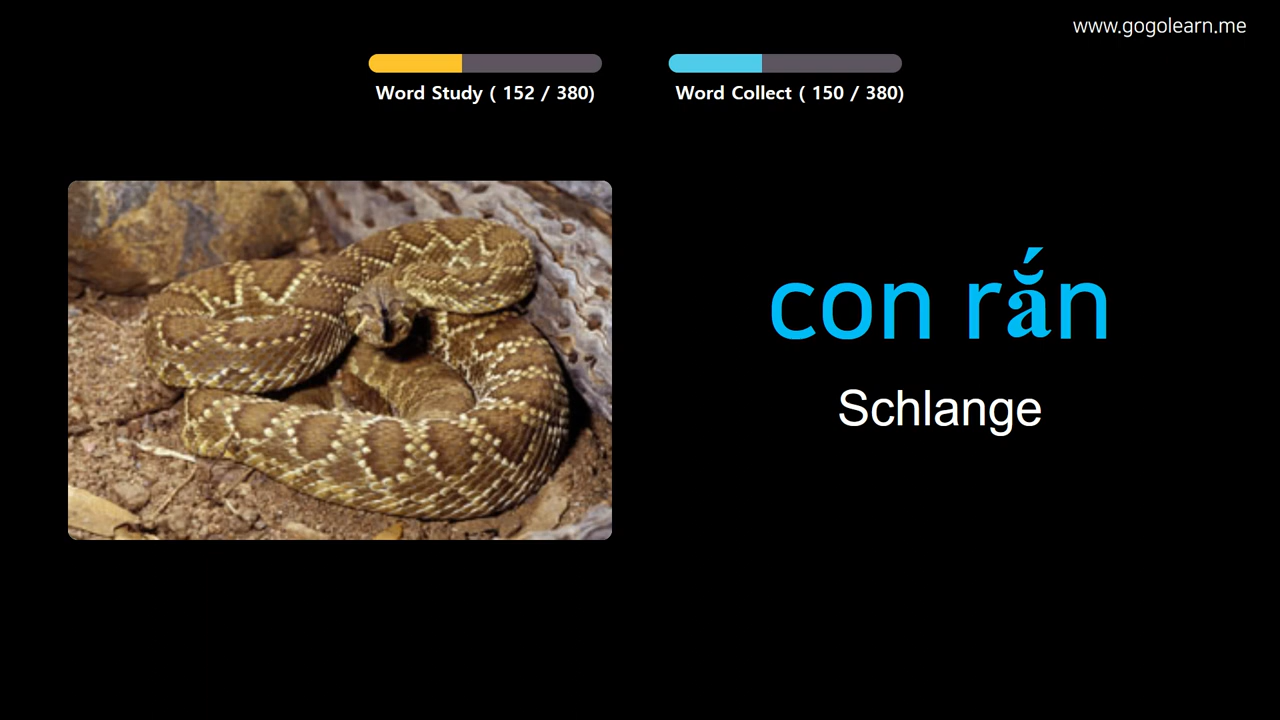 www.gogolearn.me
Word Study ( 152 / 380)
Word Collect ( 150 / 380)
con rắn
Schlange